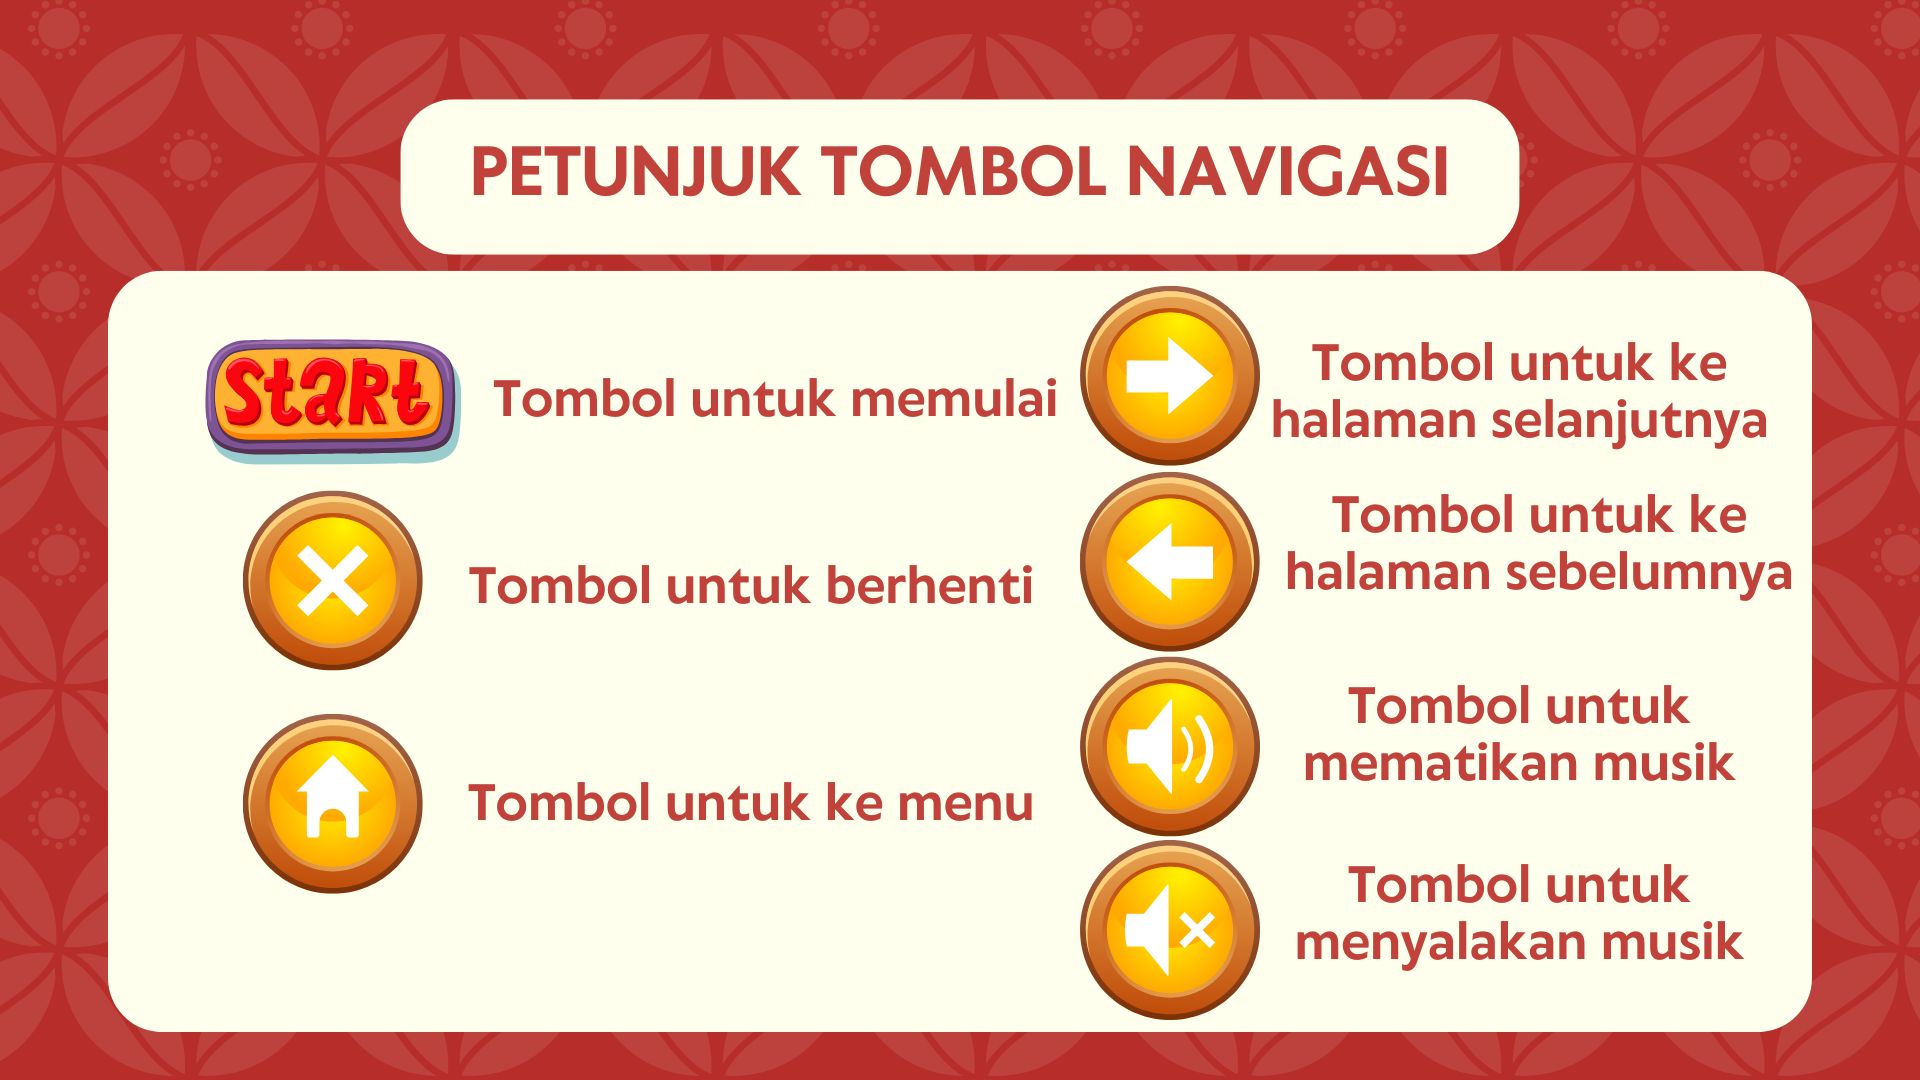 PETUNJUK TOMBOL NAVIGASI
Start
Tombol untuk memulai
Tombol untuk berhenti
Tombol untuk ke menu
Tombol untuk ke
halaman selanjutnya
Tombol untuk ke
halaman sebelumnya
Tombol untuk
mematikan musik
Tombol untuk
menyalakan musik